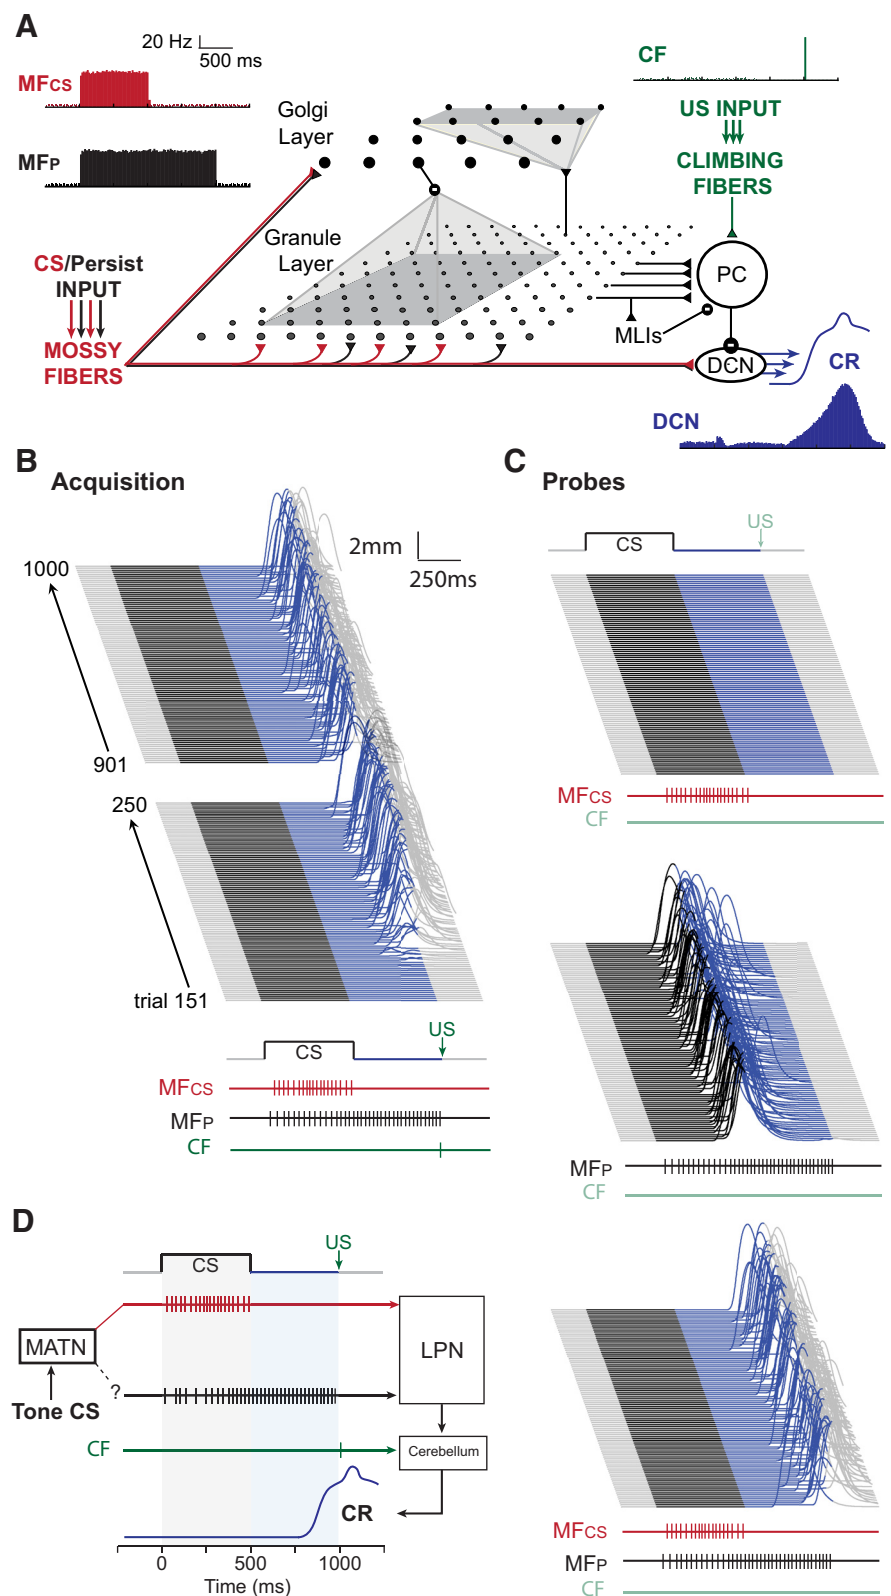 A
20 Hz
500 ms
MFCS
MFP
Golgi
Layer
CF
US INPUT
CLIMBING
FIBERS
Granule
Layer
CS/Persist
INPUT
MOSSY
FIBERS
PC
MLIs
DCN
CR
DCN
B
Acquisition
2mm
250ms
1000
901
250
trial 151
US
CS
MFCS
MFP
CF
C
Probes
US
CS
MFCS
CF
MFP
CF
MFCS
MFP
CF
D
US
CS
MATN
Tone CS
?
LPN
CF
Cerebellum
CR
0
500
1000
Time (ms)